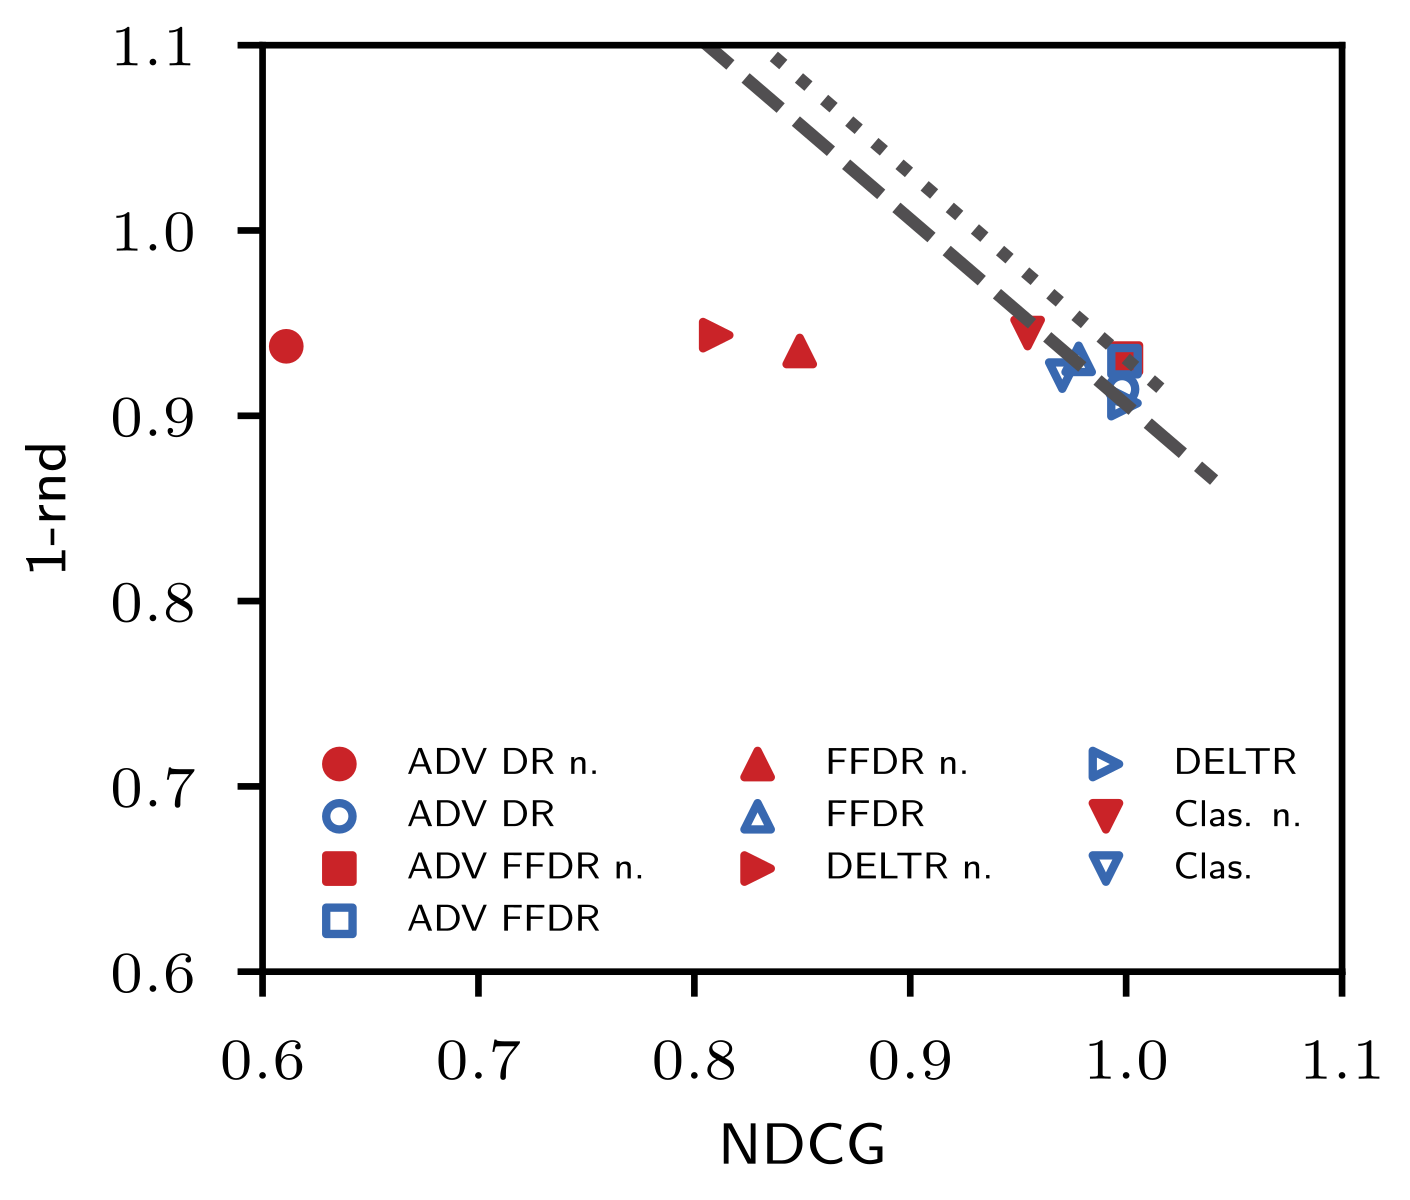 1.1
1.0
0.9
0.8
0.7
0.6
1-rnd
ADV DR n.
ADV DR
ADV FFDR n.
ADV FFDR
FFDR n.
FFDR
DELTR n.
DELTR
Clas. n.
Clas.
0.6 0.7 0.8 0.9 1.0 1.1
NDCG